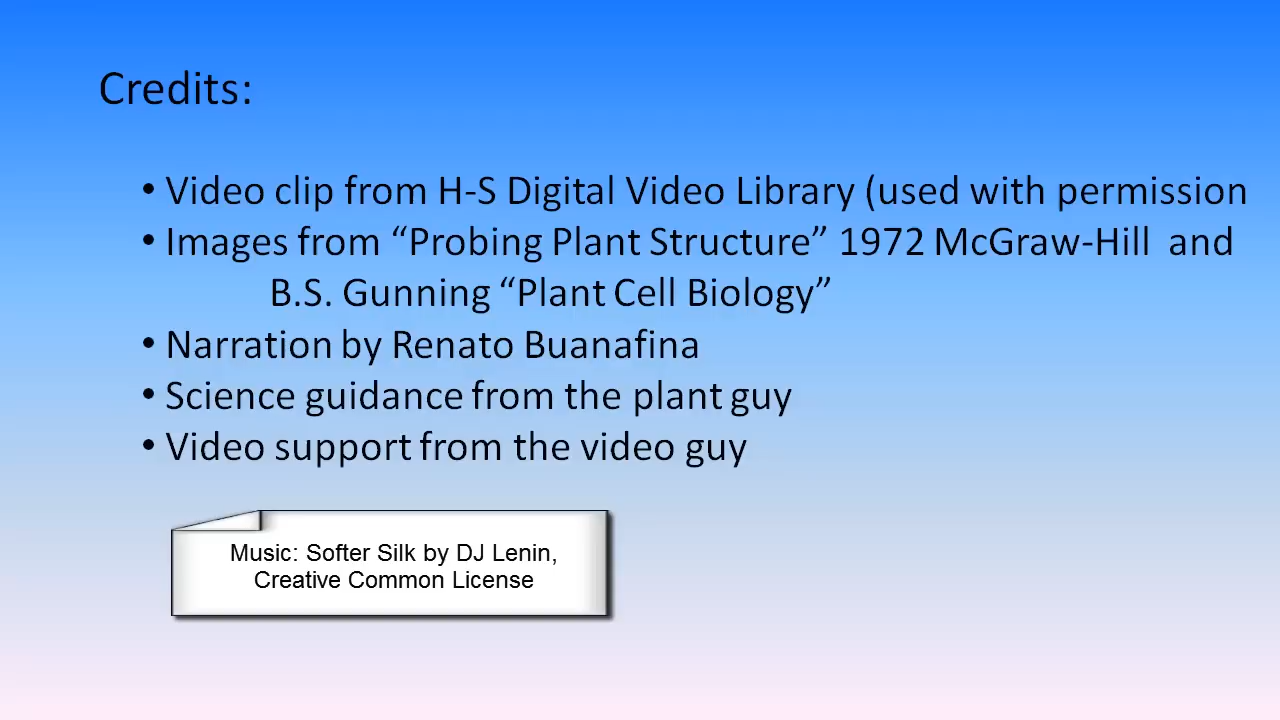 Credits:
• Video clip from H-S Digital Video Library (used with permission
• Images from “Probing Plant Structure” 1972 McGraw-Hill and
B.S. Gunning “Plant Cell Biology”
• Narration by Renato Buanafina
• Science guidance from the plant guy
• Video support from the video guy
Music: Softer Silk by DJ Lenin,
Creative Common License